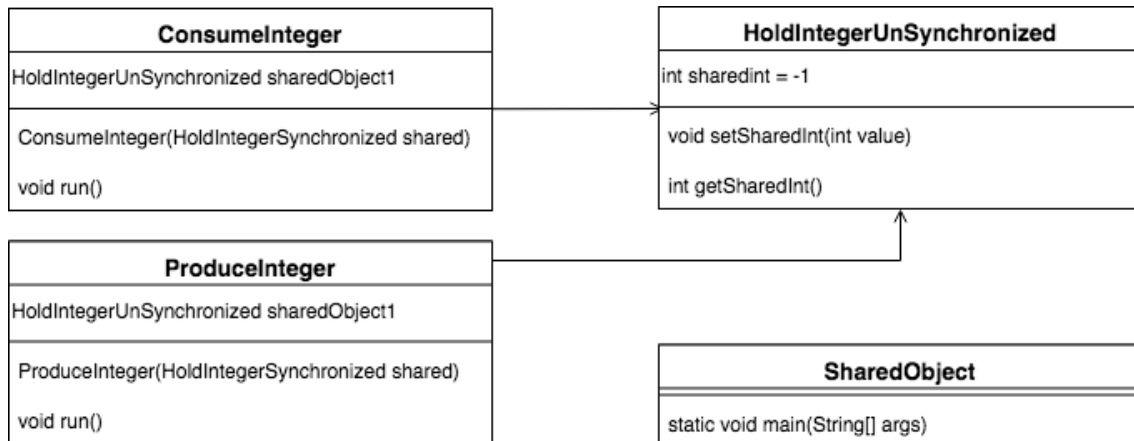 ConsumeInteger
HoldIntegerUnSynchronized sharedObject1
ConsumeInteger(HoldIntegerSynchronized shared)
void run()
HoldIntegerUnSynchronized
int sharedint = -1
void setSharedInt(int value)
int getSharedInt()
ProduceInteger
HoldIntegerUnSynchronized sharedObject1
ProduceInteger(HoldIntegerSynchronized shared)
void run()
SharedObject
static void main(String[] args)